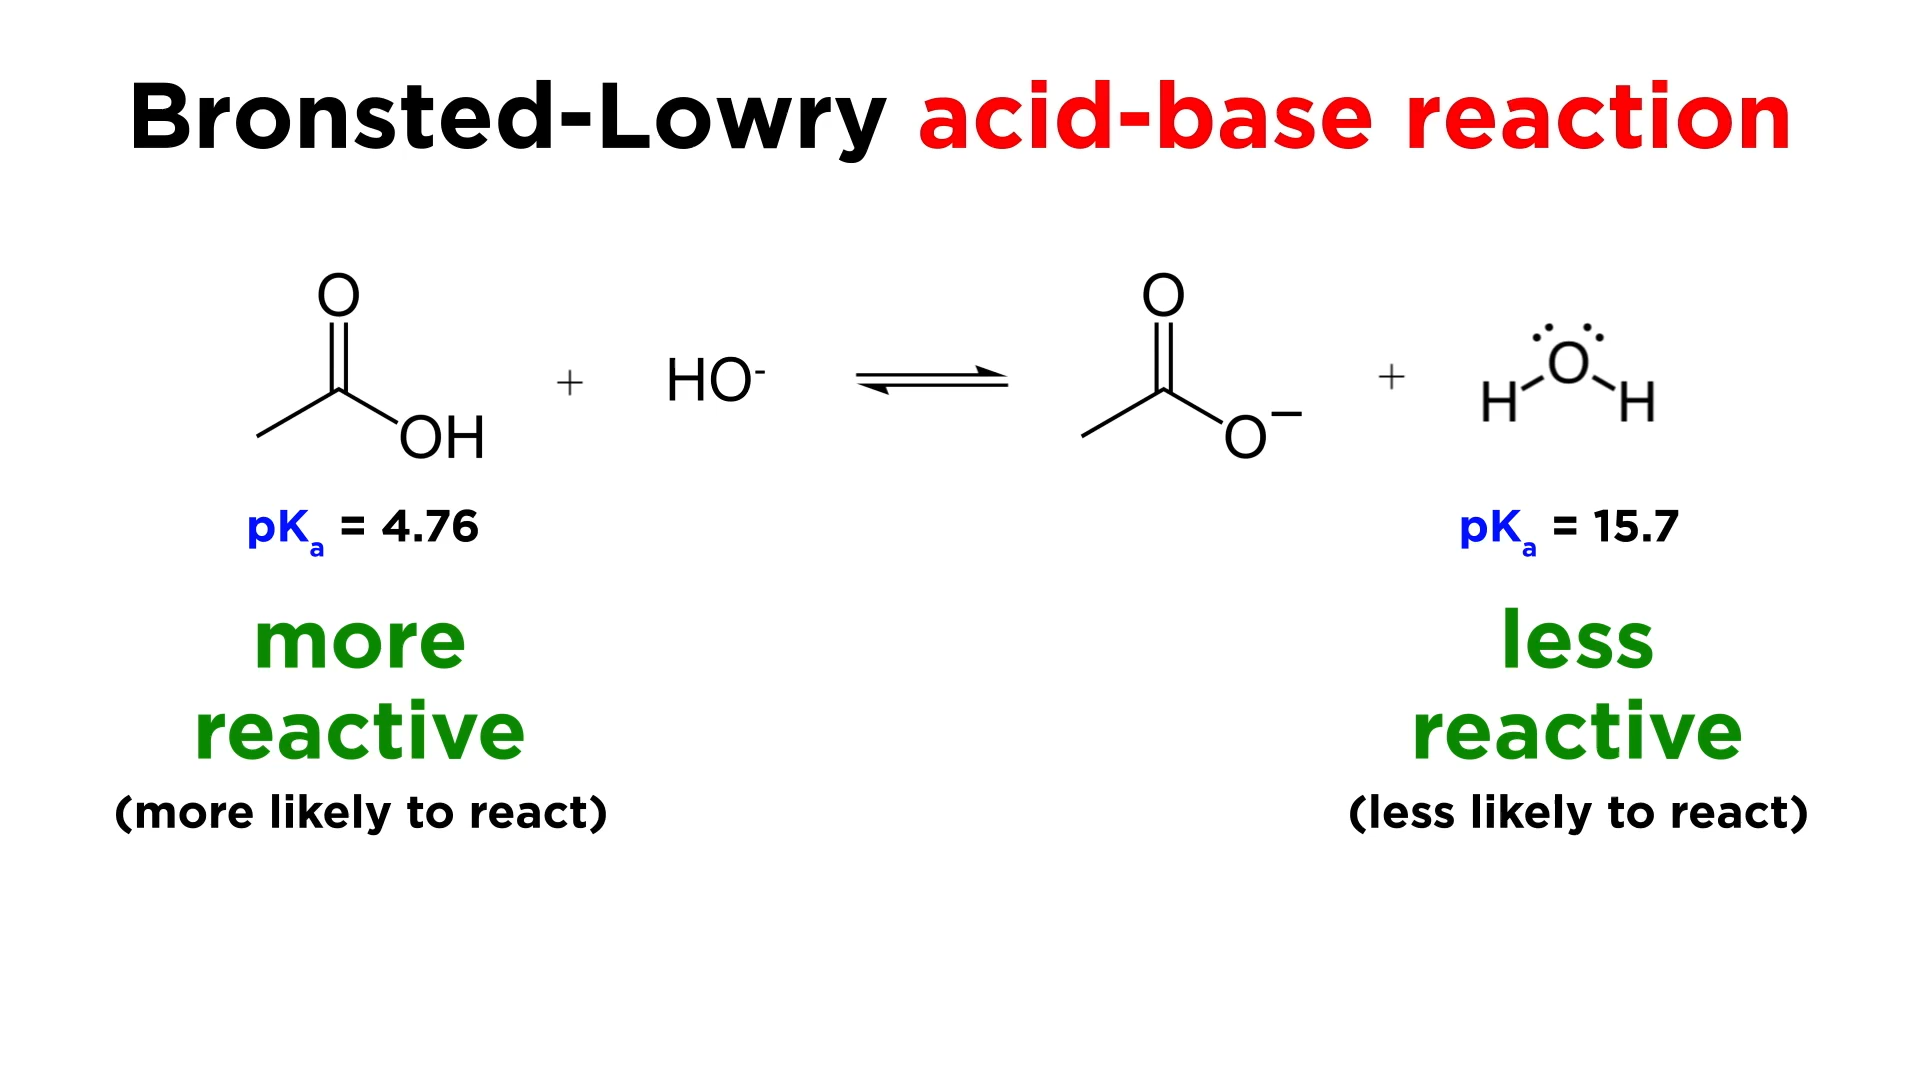 Bronsted-Lowry acid-base reaction
O
OH
+
HO⁻
O
O⁻
+
H O H
pKₐ = 4.76
pKₐ = 15.7
more
reactive
(more likely to react)
less
reactive
(less likely to react)